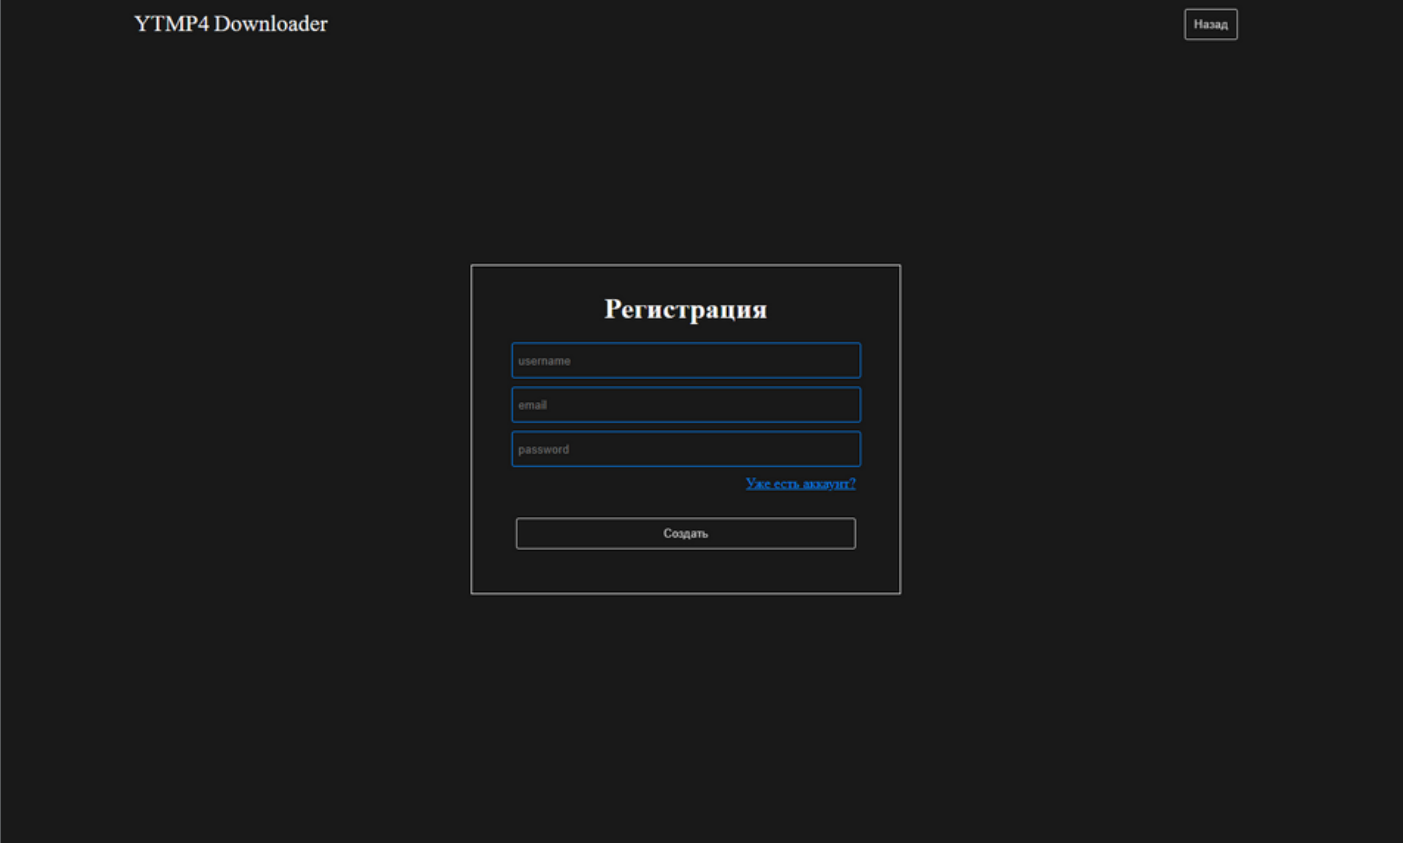 YTMP4 Downloader
Назад
Регистрация
username
email
password
Уже есть аккаунт?
Создать